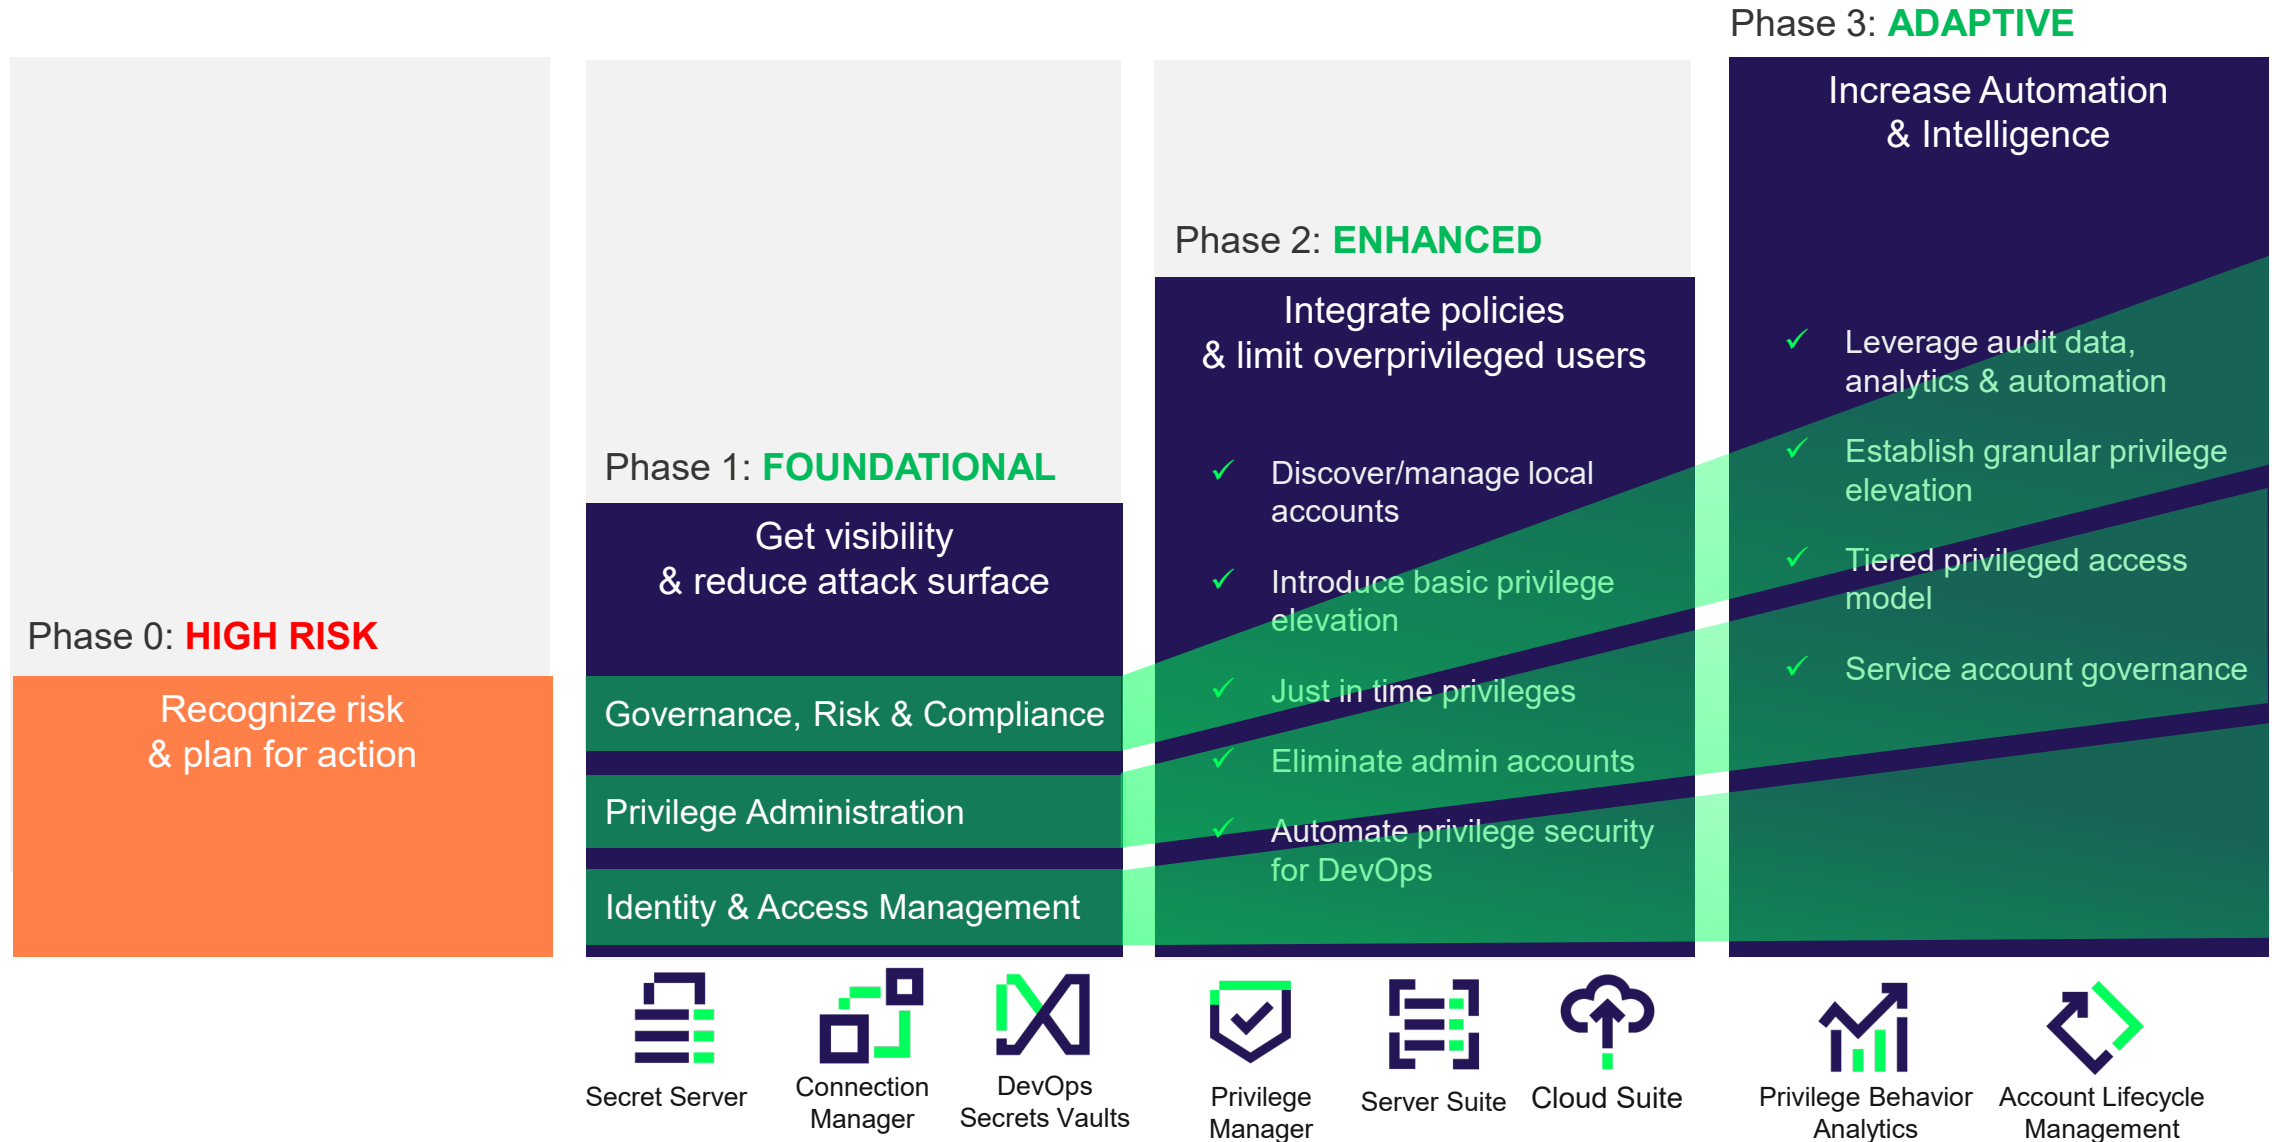 Phase 0: HIGH RISK
Recognize risk
& plan for action
Phase 1: FOUNDATIONAL
Get visibility
& reduce attack surface
Governance, Risk & Compliance
Privilege Administration
Identity & Access Management
Secret Server
Connection
Manager
DevOps
Secrets Vaults
Phase 2: ENHANCED
Integrate policies
& limit overprivileged users
✓ Discover/manage local
accounts
✓ Introduce basic privilege
elevation
✓ Just in time privileges
✓ Eliminate admin accounts
✓ Automate privilege security
for DevOps
Privilege
Manager
Server Suite
Cloud Suite
Phase 3: ADAPTIVE
Increase Automation
& Intelligence
✓ Leverage audit data,
analytics & automation
✓ Establish granular privilege
elevation
✓ Tiered privileged access
model
✓ Service account governance
Privilege Behavior
Analytics
Account Lifecycle
Management